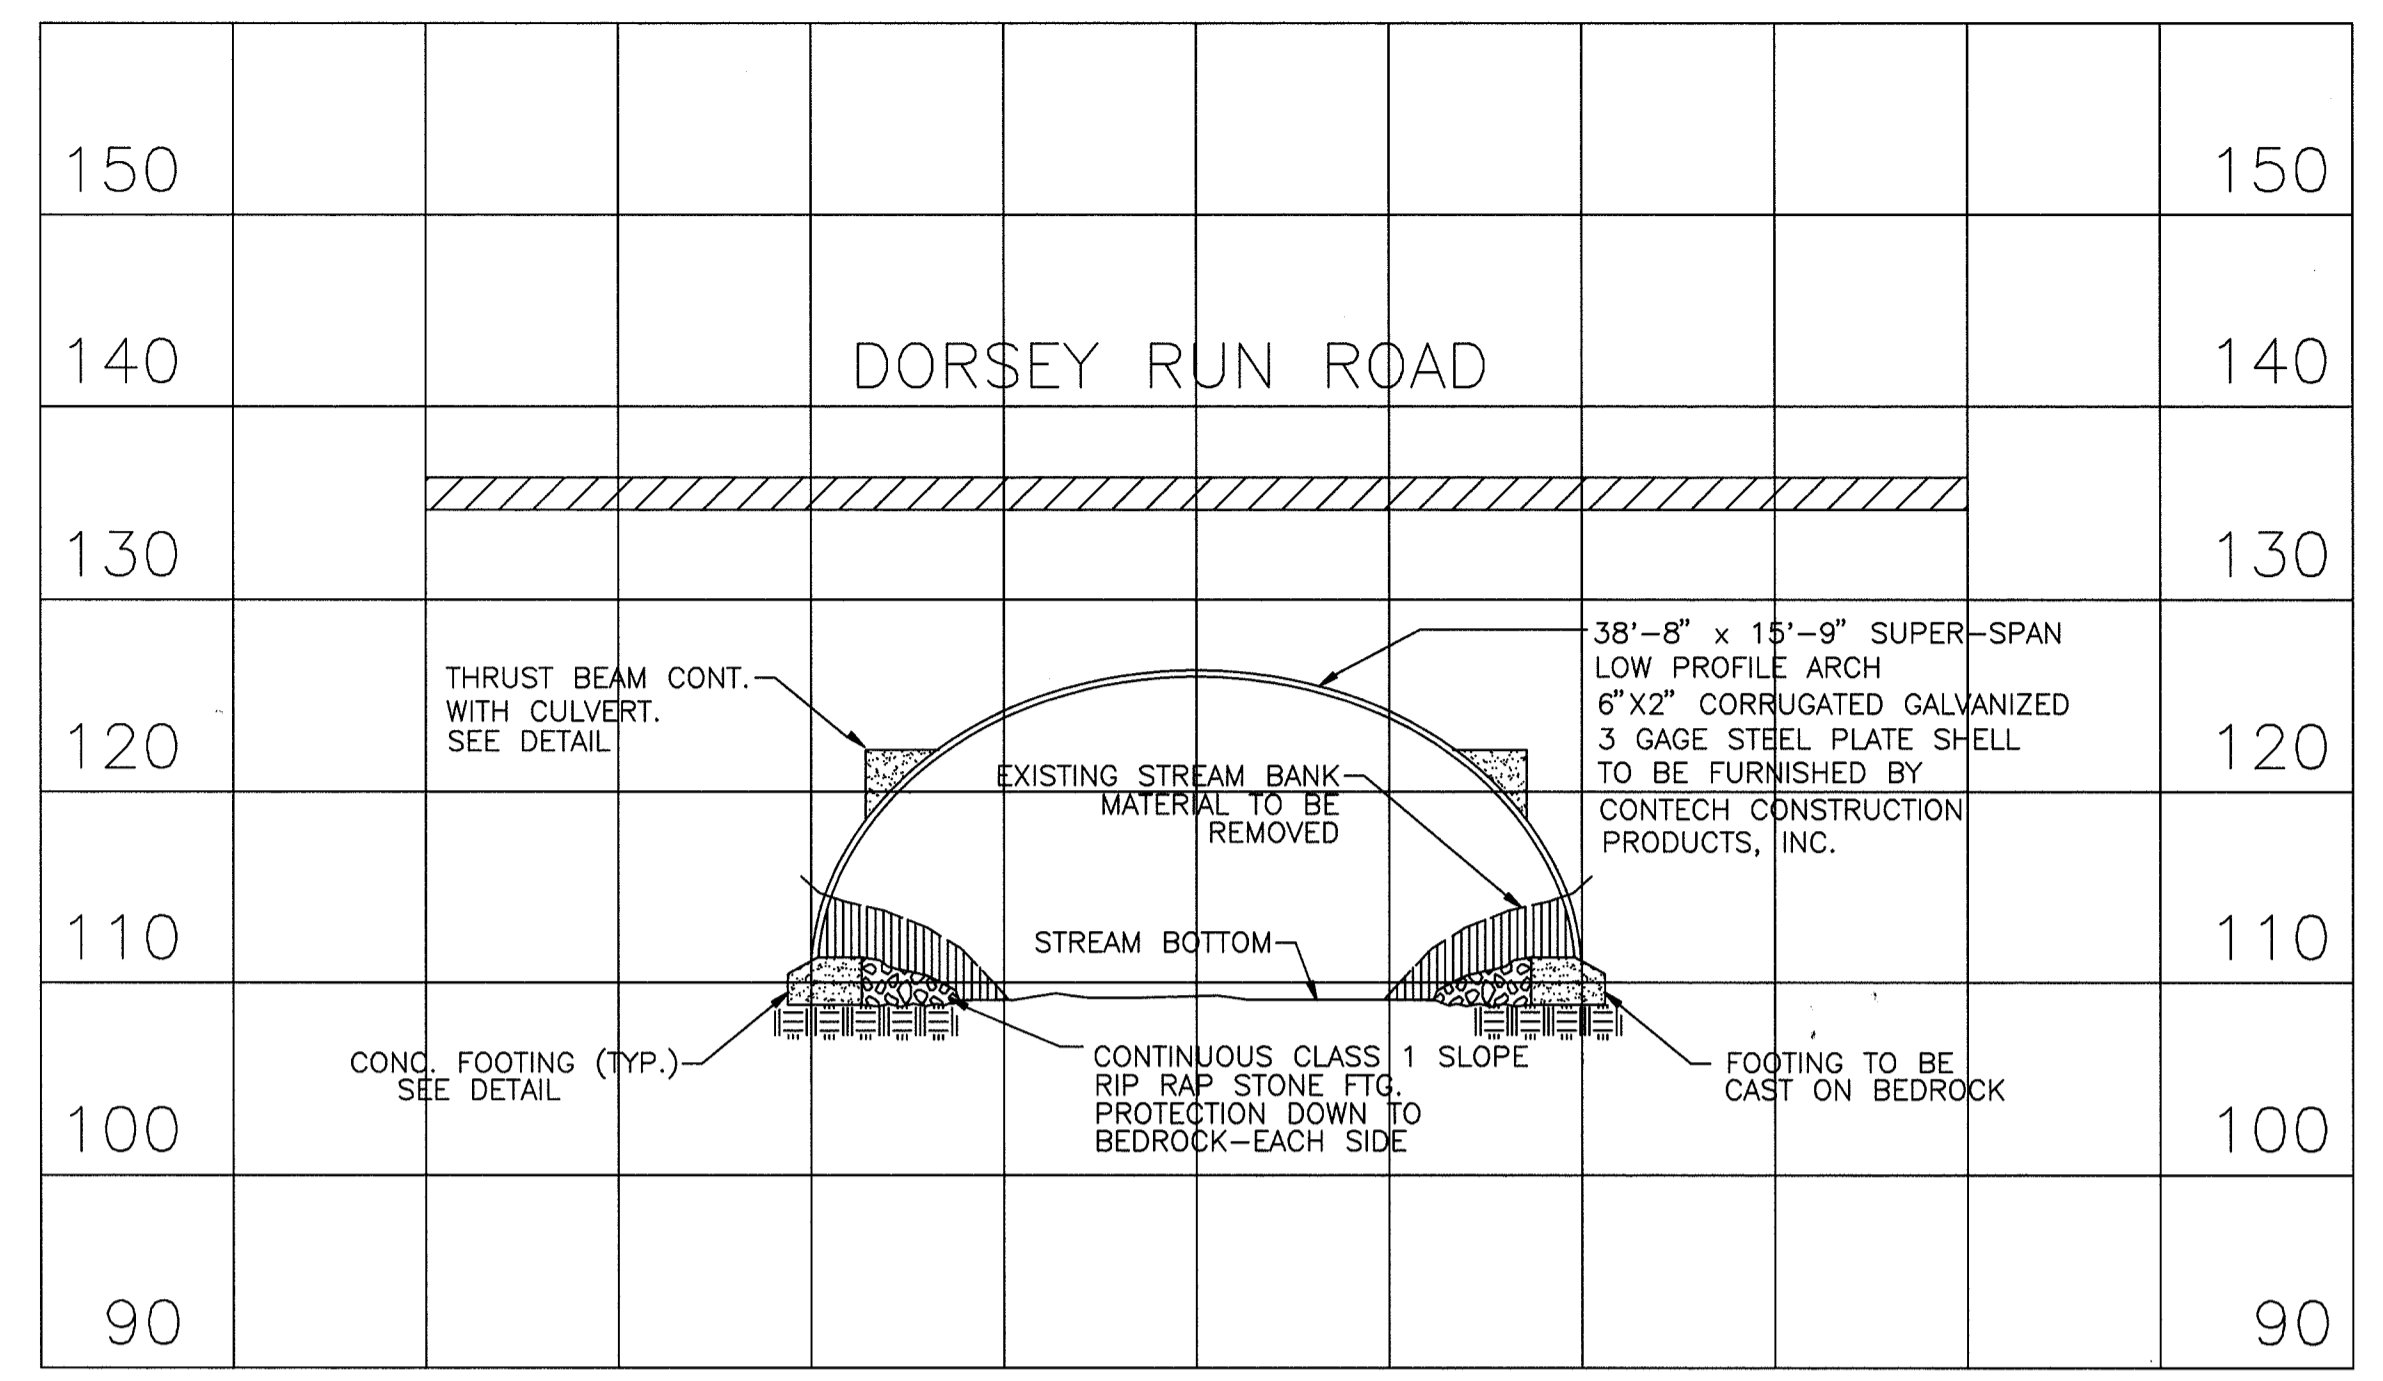 150
150
140
DORSEY RUN ROAD
140
130
130
38'-8" x 15'-9" SUPER-SPAN
LOW PROFILE ARCH
6"X2" CORRUGATED GALVANIZED
3 GAGE STEEL PLATE SHELL
TO BE FURNISHED BY
CONTECH CONSTRUCTION
PRODUCTS, INC.
THRUST BEAM CONT.
WITH CULVERT.
SEE DETAIL
120
120
EXISTING STREAM BANK
MATERIAL TO BE
REMOVED
110
STREAM BOTTOM
110
CONC. FOOTING (TYP.)
SEE DETAIL
CONTINUOUS CLASS 1 SLOPE
RIP RAP STONE FTG.
PROTECTION DOWN TO
BEDROCK-EACH SIDE
FOOTING TO BE
CAST ON BEDROCK
100
100
90
90